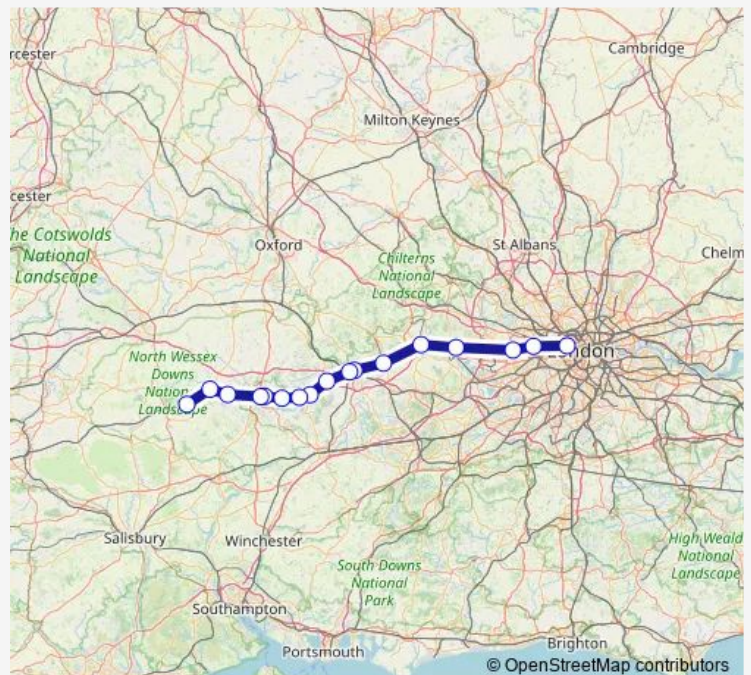 rcester
Cambridge
Milton Keynes
cester
he Cotswolds
National
Landscape
Oxford
St Albans
Chelm
Chilterns
National
Landscape
North Wessex
Downs
Nation
Landscape
London
Salisbury
Winchester
High Weald
National
Landscape
South Downs
National
Park
Southampton
Portsmouth
Brighton
© OpenStreetMap contributors